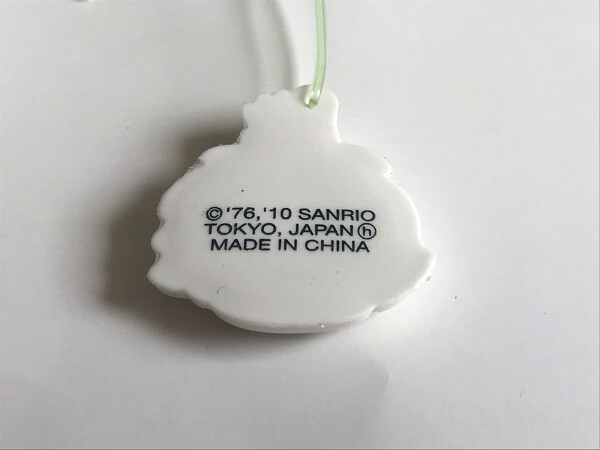 © '76, '10 SANRIO
TOKYO, JAPAN ⓗ
MADE IN CHINA